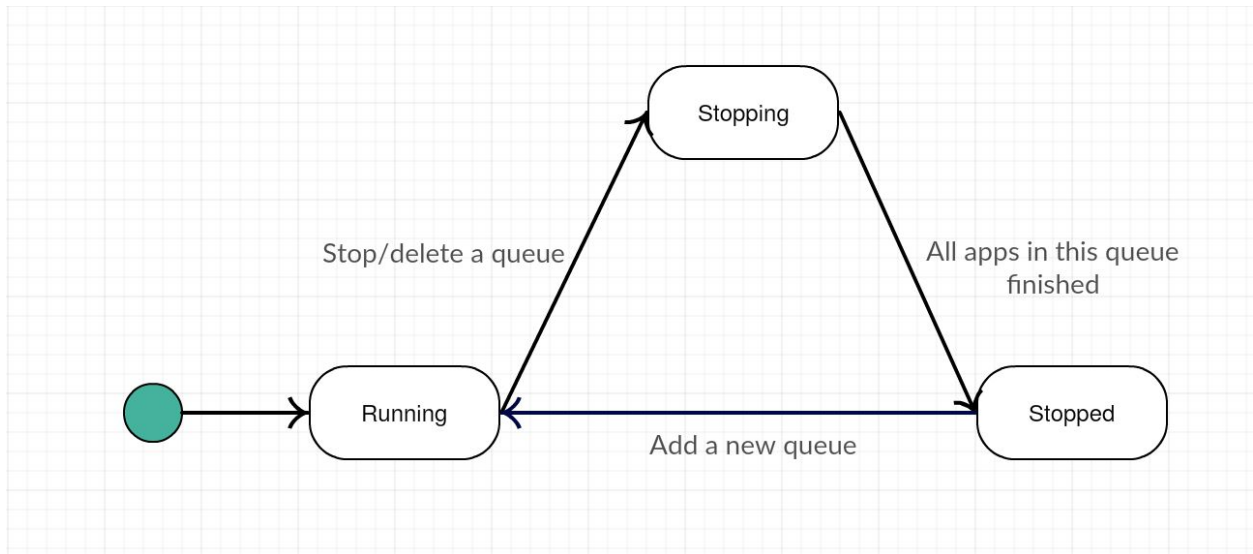 Stopping
Stop/delete a queue
All apps in this queue
finished
Running
Stopped
Add a new queue